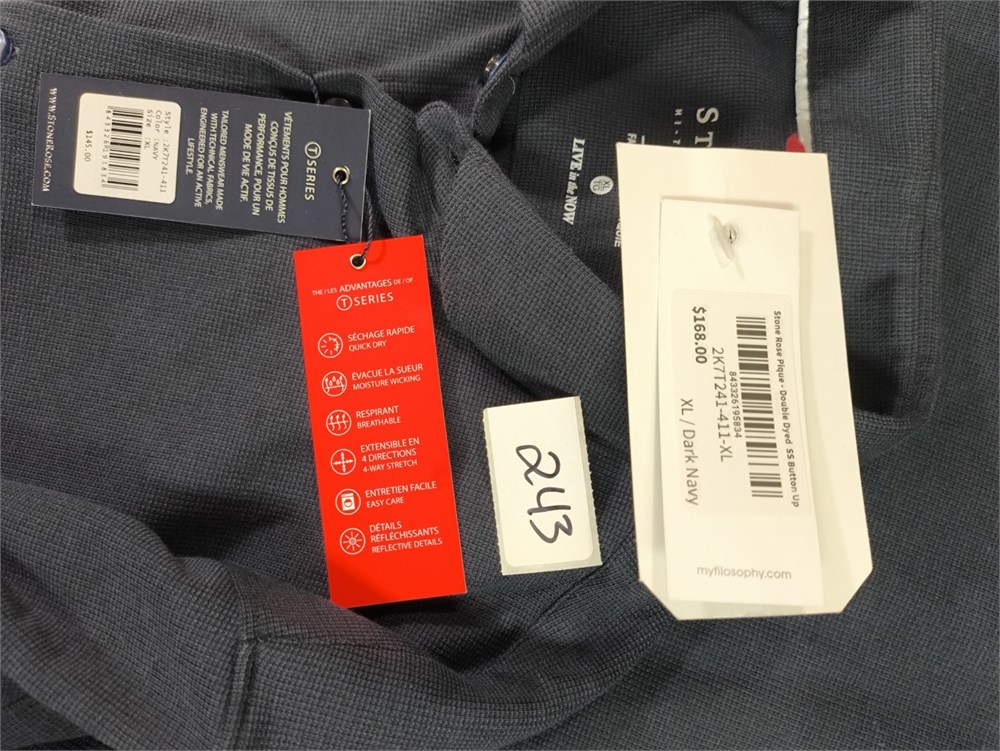 WWW.STONEROSE.COM
Style :2K7T241-411
Color :NAVY
Size :XL
$145.00
TAILORED MENSWEAR MADE
WITH TECHNICAL FABRICS,
ENGINEERED FOR AN ACTIVE
LIFESTYLE.
VÊTEMENTS POUR HOMMES
CONÇUS DE TISSUS DE
PERFORMANCE, POUR UN
MODE DE VIE ACTIF.
T SERIES
THE / LES ADVANTAGES DE / OF
T SERIES
SÉCHAGE RAPIDE
QUICK DRY
ÉVACUE LA SUEUR
MOISTURE WICKING
RESPIRANT
BREATHABLE
EXTENSIBLE EN
4 DIRECTIONS
4-WAY STRETCH
ENTRETIEN FACILE
EASY CARE
DÉTAILS
RÉFLÉCHISSANTS
REFLECTIVE DETAILS
LIVE in the NOW
XL
TG
243
Stone Rose Pique - Double Dyed SS Button Up
843326195834
2K7T241-411-XL
$168.00
XL / Dark Navy
myfilosophy.com